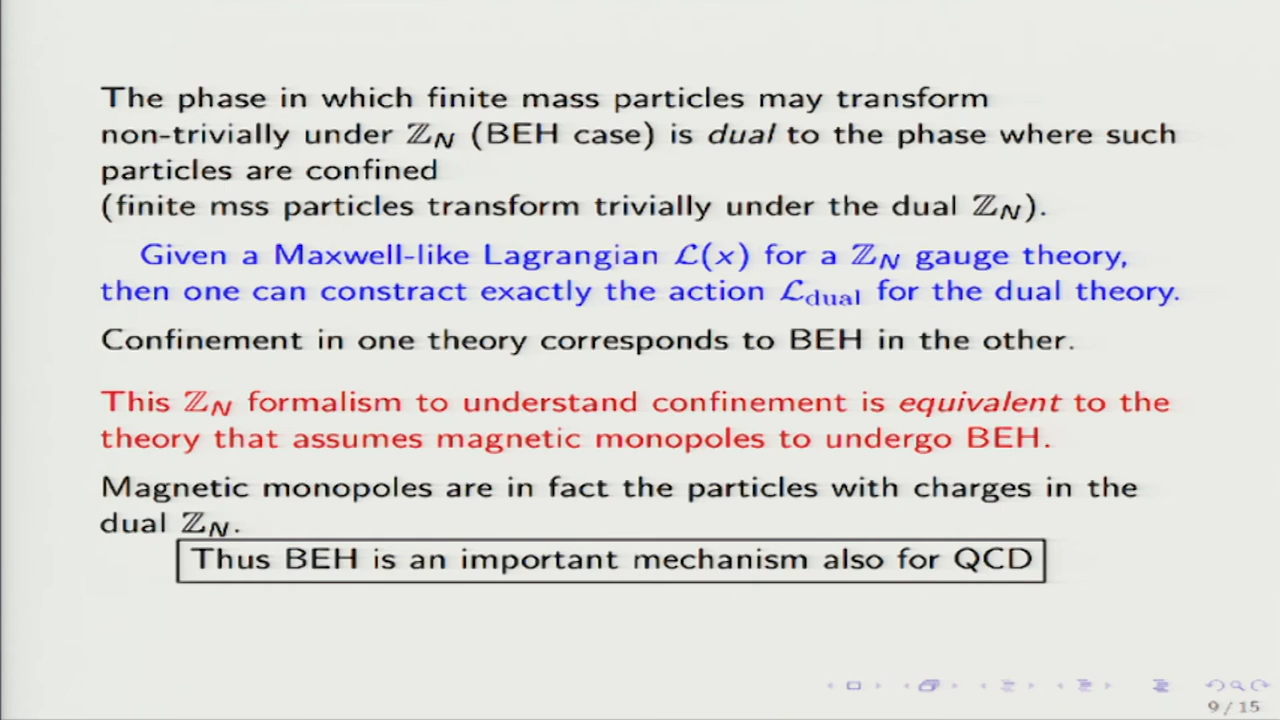 The phase in which finite mass particles may transform
non-trivially under ℤ_N (BEH case) is dual to the phase where such
particles are confined
(finite mss particles transform trivially under the dual ℤ_N).
Given a Maxwell-like Lagrangian ℒ(x) for a ℤ_N gauge theory,
then one can constract exactly the action ℒ_dual for the dual theory.
Confinement in one theory corresponds to BEH in the other.
This ℤ_N formalism to understand confinement is equivalent to the
theory that assumes magnetic monopoles to undergo BEH.
Magnetic monopoles are in fact the particles with charges in the
dual ℤ_N.
Thus BEH is an important mechanism also for QCD
9 / 15